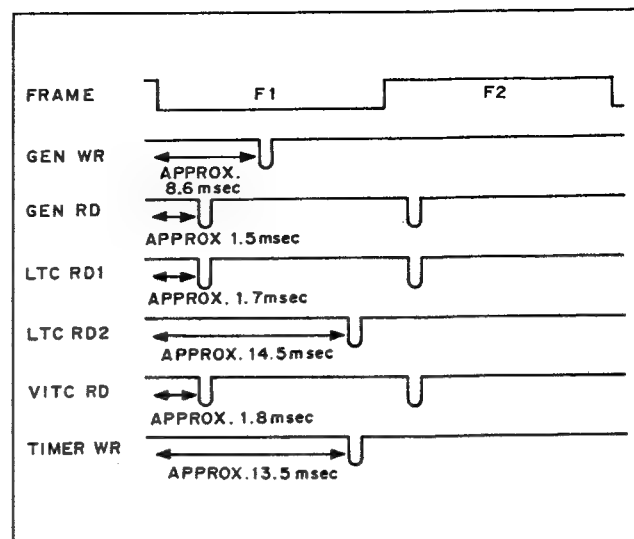 FRAME F1 F2
GEN WR
APPROX.
8.6 msec
GEN RD
APPROX 1.5msec
LTC RD1
APPROX. 1.7msec
LTC RD2
APPROX. 14.5msec
VITC RD
APPROX. 1.8msec
TIMER WR
APPROX. 13.5 msec